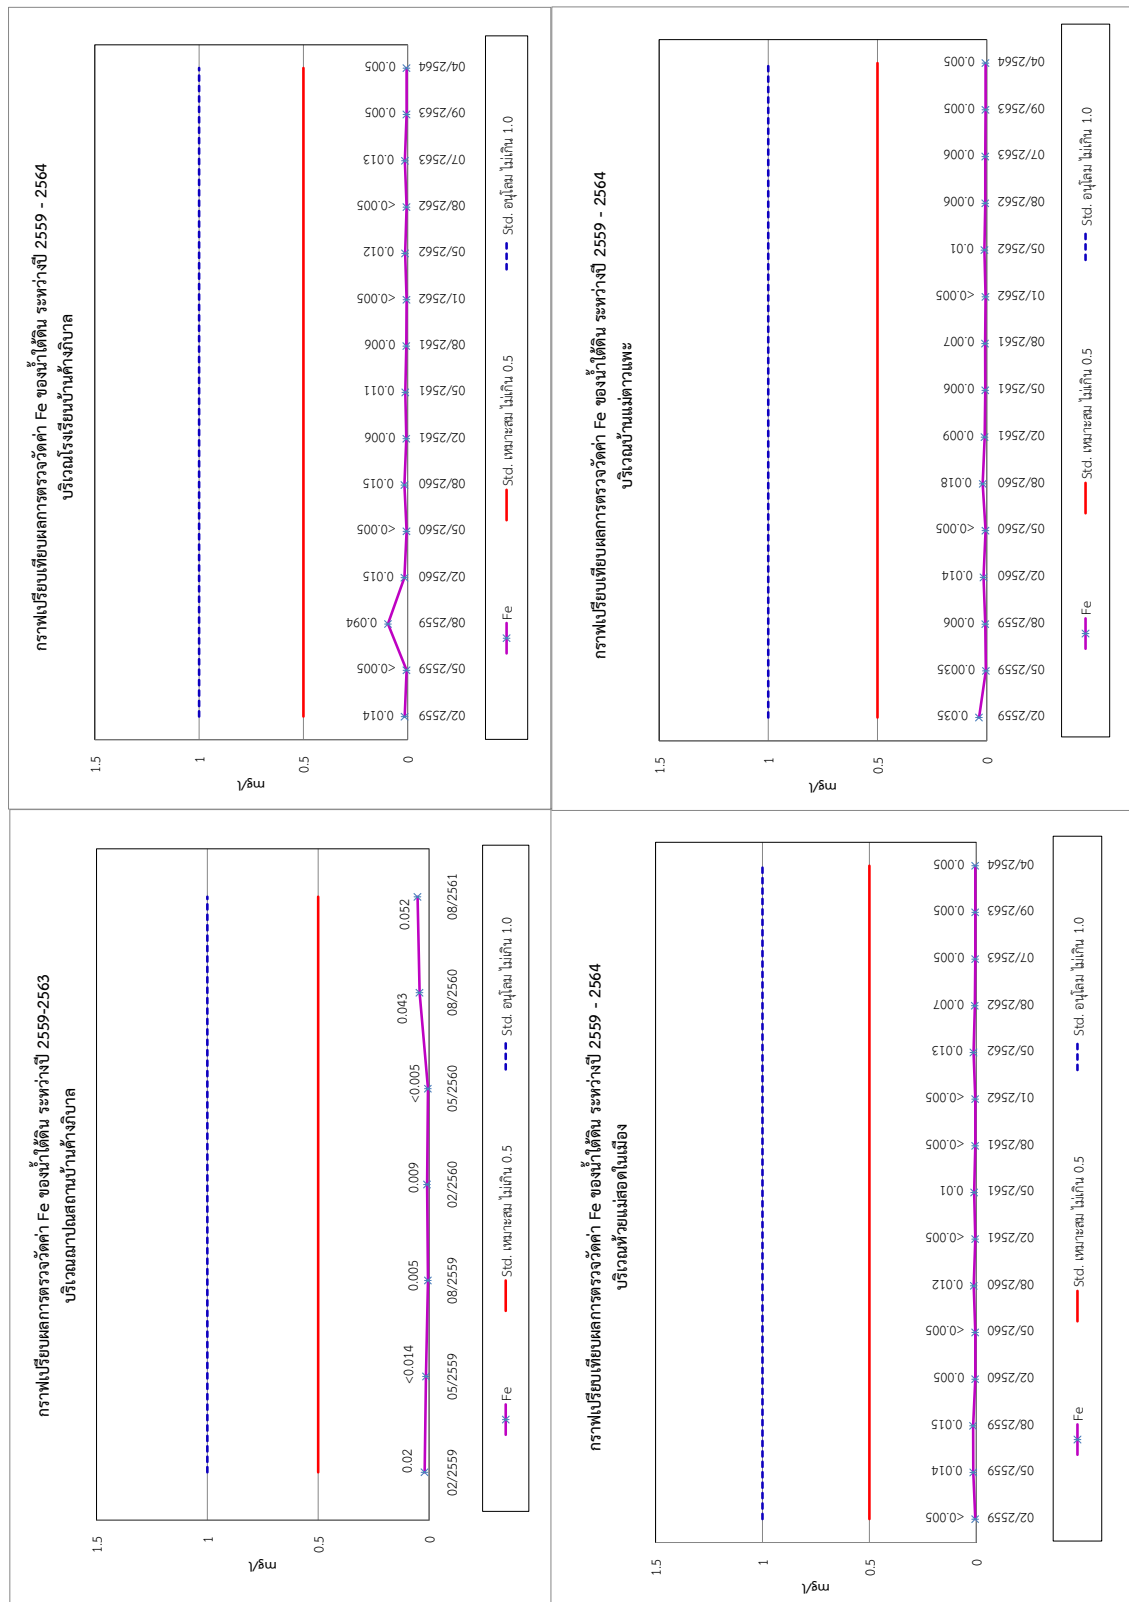 กราฟเปรียบเทียบผลการตรวจวัดค่า Fe ของน้ำใต้ดิน ระหว่างปี 2559-2563
บริเวณฌาปณสถานบ้านค้างภิบาล
1.5
1
0.5
0
mg/l
0.02 <0.014 0.005 0.009 <0.005 0.043 0.052
02/2559 05/2559 08/2559 02/2560 05/2560 08/2560 08/2561
Fe Std. เหมาะสม ไม่เกิน 0.5 Std. อนุโลม ไม่เกิน 1.0
กราฟเปรียบเทียบผลการตรวจวัดค่า Fe ของน้ำใต้ดิน ระหว่างปี 2559 - 2564
บริเวณโรงเรียนบ้านค้างภิบาล
1.5
1
0.5
0
mg/l
0.014 <0.005 0.094 0.015 <0.005 0.015 0.006 0.011 0.006 <0.005 0.012 <0.005 0.013 0.005 0.005
02/2559 05/2559 08/2559 02/2560 05/2560 08/2560 02/2561 05/2561 08/2561 01/2562 05/2562 08/2562 07/2563 09/2563 04/2564
Fe Std. เหมาะสม ไม่เกิน 0.5 Std. อนุโลม ไม่เกิน 1.0
กราฟเปรียบเทียบผลการตรวจวัดค่า Fe ของน้ำใต้ดิน ระหว่างปี 2559 - 2564
บริเวณห้วยแม่สอดในเมือง
1.5
1
0.5
0
mg/l
<0.005 0.014 0.015 0.005 <0.005 0.012 <0.005 0.01 <0.005 <0.005 0.013 0.007 0.005 0.005 0.005
02/2559 05/2559 08/2559 02/2560 05/2560 08/2560 02/2561 05/2561 08/2561 01/2562 05/2562 08/2562 07/2563 09/2563 04/2564
Fe Std. เหมาะสม ไม่เกิน 0.5 Std. อนุโลม ไม่เกิน 1.0
กราฟเปรียบเทียบผลการตรวจวัดค่า Fe ของน้ำใต้ดิน ระหว่างปี 2559 - 2564
บริเวณบ้านแม่ตาวแพะ
1.5
1
0.5
0
mg/l
0.035 0.0035 0.006 0.014 <0.005 0.018 0.009 0.006 0.007 <0.005 0.01 0.006 0.006 0.005 0.005
02/2559 05/2559 08/2559 02/2560 05/2560 08/2560 02/2561 05/2561 08/2561 01/2562 05/2562 08/2562 07/2563 09/2563 04/2564
Fe Std. เหมาะสม ไม่เกิน 0.5 Std. อนุโลม ไม่เกิน 1.0